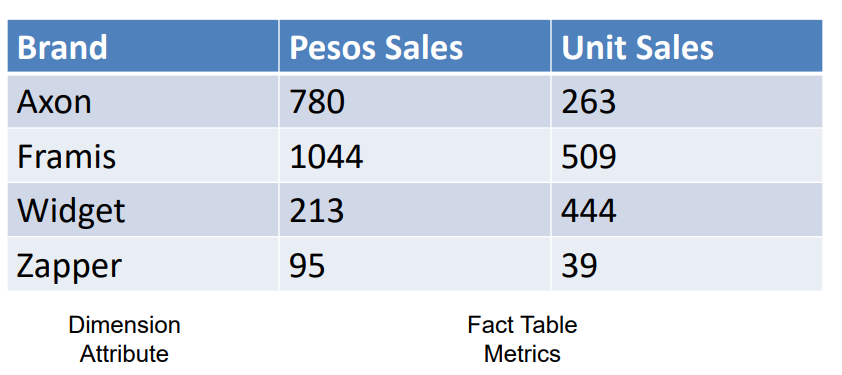 Brand Pesos Sales Unit Sales
Axon 780 263
Framis 1044 509
Widget 213 444
Zapper 95 39
Dimension Fact Table
Attribute Metrics